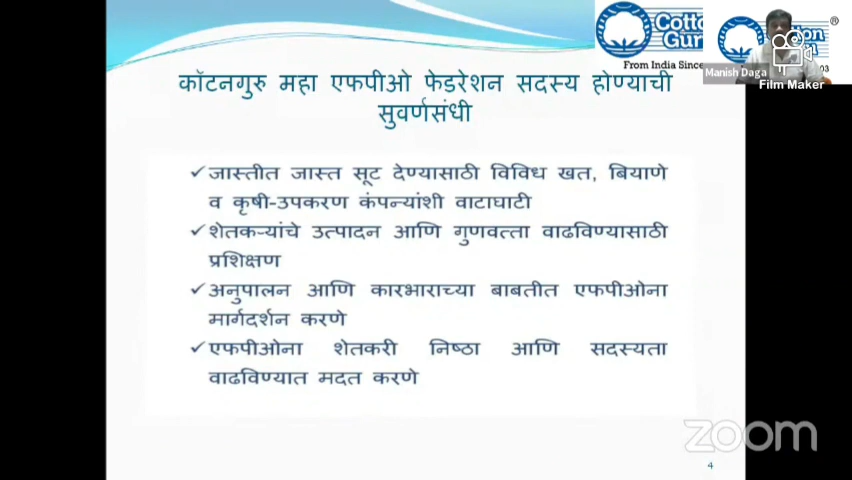 Cotton
Guru
®
From India Since
Manish Daga
Film Maker
कॉटनगुरु महा एफपीओ फेडरेशन सदस्य होण्याची
सुवर्णसंधी
✓जास्तीत जास्त सूट देण्यासाठी विविध खत, बियाणे
व कृषी-उपकरण कंपन्यांशी वाटाघाटी
✓शेतकऱ्यांचे उत्पादन आणि गुणवत्ता वाढविण्यासाठी
प्रशिक्षण
✓अनुपालन आणि कारभाराच्या बाबतीत एफपीओना
मार्गदर्शन करणे
✓एफपीओना शेतकरी निष्ठा आणि सदस्यता
वाढविण्यात मदत करणे
zoom
4